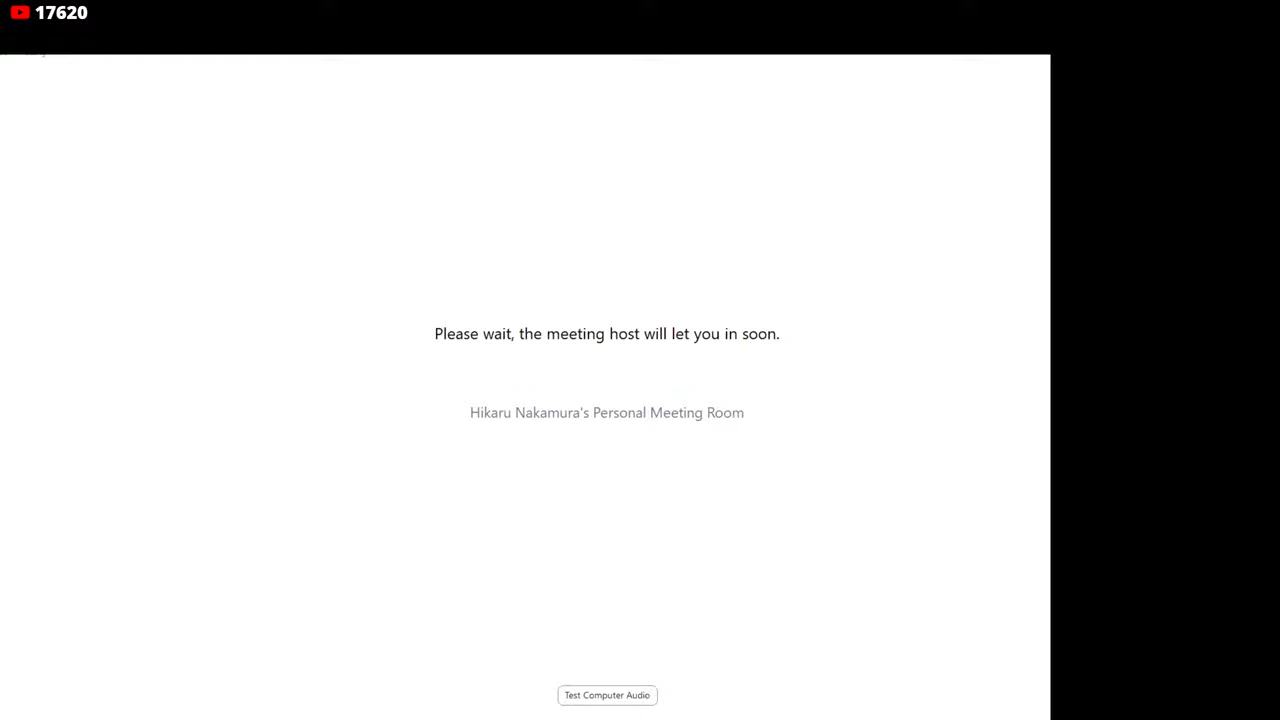 17620
Please wait, the meeting host will let you in soon.
Hikaru Nakamura's Personal Meeting Room
Test Computer Audio